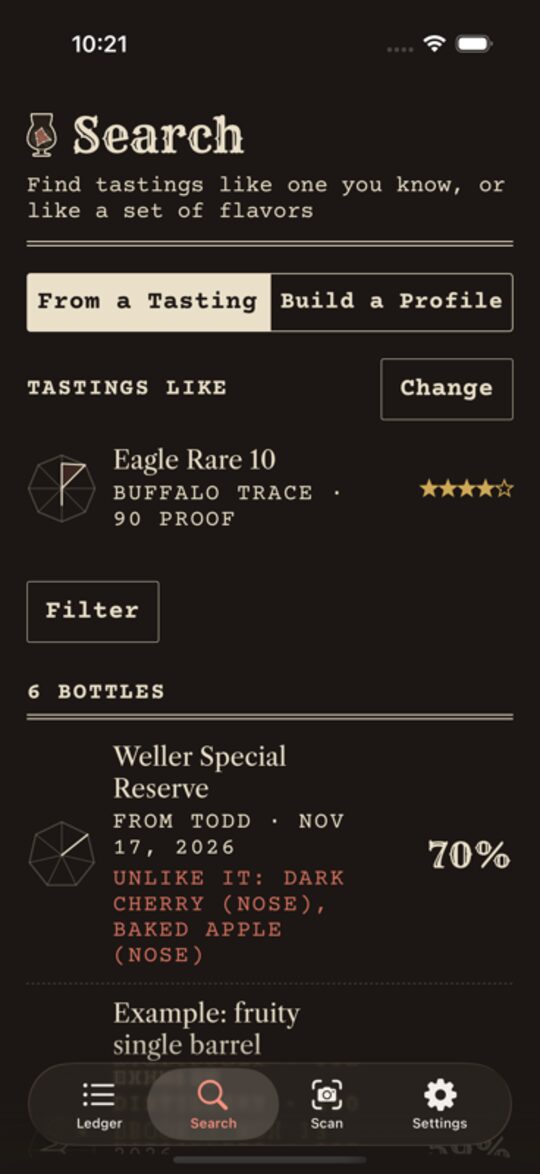 10:21
Search
Find tastings like one you know, or
like a set of flavors
From a Tasting
Build a Profile
TASTINGS LIKE
Change
Eagle Rare 10
BUFFALO TRACE ·
90 PROOF
★★★★☆
Filter
6 BOTTLES
Weller Special
Reserve
FROM TODD · NOV
17, 2026
UNLIKE IT: DARK
CHERRY (NOSE),
BAKED APPLE
(NOSE)
70%
Example: fruity
single barrel
Ledger
Search
Scan
Settings